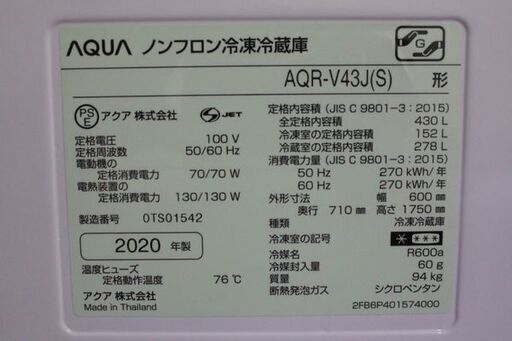 AQUA ノンフロン冷凍冷蔵庫
G
AQR-V43J(S) 形
PS E アクア 株式会社 S JET
定格電圧 100 V
定格周波数 50/60 Hz
電動機の
定格消費電力 70/70 W
電熱装置の
定格消費電力 130/130 W
製造番号 0TS01542
2020 年製
温度ヒューズ
定格動作温度 76℃
アクア 株式会社
Made in Thailand
定格内容積 (JIS C 9801-3 : 2015)
全定格内容積 430 L
冷凍室の定格内容積 152 L
冷蔵室の定格内容積 278 L
消費電力量 (JIS C 9801-3 : 2015)
50 Hz 270 kWh/年
60 Hz 270 kWh/年
外形寸法 幅 600 mm
奥行 710 mm 高さ 1750 mm
種類 冷凍冷蔵庫
冷凍室の記号 * ***
冷媒名 R600a
冷媒封入量 60 g
質量 94 kg
断熱発泡ガス シクロペンタン
2FB6P401574000